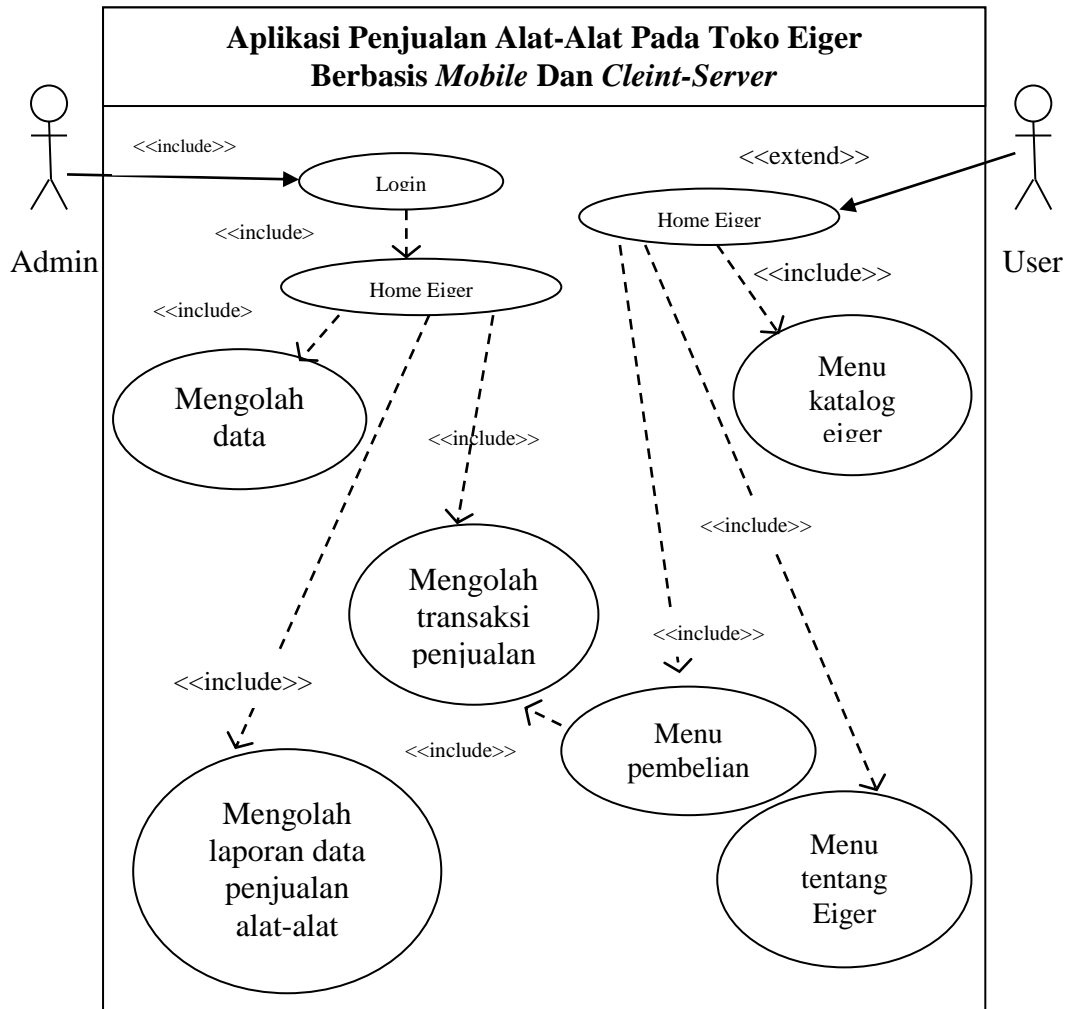 Aplikasi Penjualan Alat-Alat Pada Toko Eiger
Berbasis Mobile Dan Cleint-Server
<<include>>
<<extend>>
Login
Home Eiger
<<include>
Admin
User
<<include>>
Home Eiger
<<include>
Menu
katalog
eiger
Mengolah
data
<<include>>
<<include>>
Mengolah
transaksi
penjualan
<<include>>
<<include>>
Menu
pembelian
<<include>>
Mengolah
laporan data
penjualan
alat-alat
Menu
tentang
Eiger